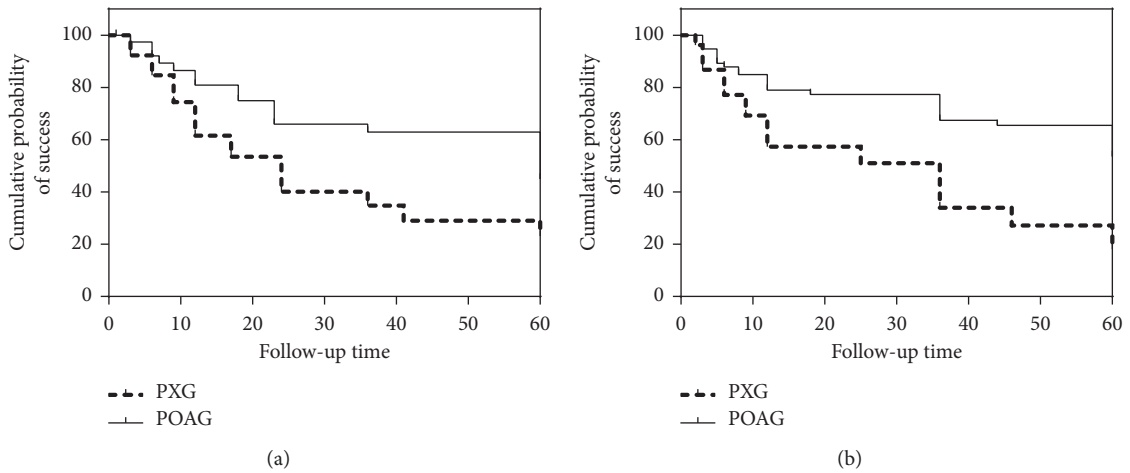 Cumulative probability
of success
100
80
60
40
20
0
0 10 20 30 40 50 60
Follow-up time
PXG
POAG
(a)
Cumulative probability
of success
100
80
60
40
20
0
0 10 20 30 40 50 60
Follow-up time
PXG
POAG
(b)